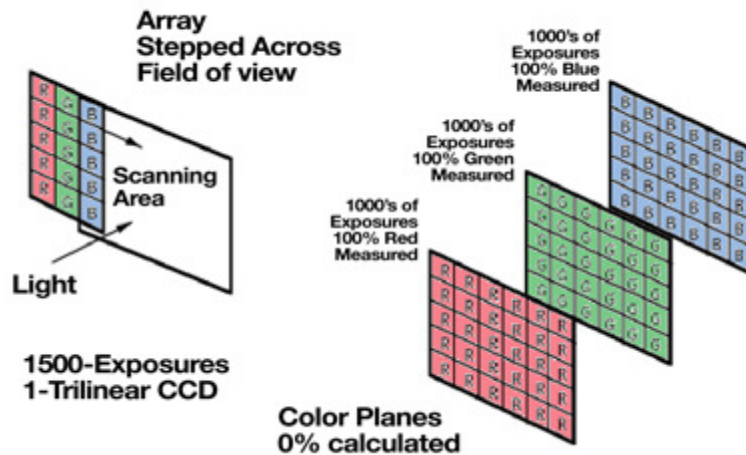 Array
Stepped Across
Field of view
1000's of
Exposures
100% Blue
Measured
1000's of
Exposures
100% Green
Measured
1000's of
Exposures
100% Red
Measured
R G B
R G B
R G B
R G B
R G B
Scanning
Area
Light
B B B B B B
B B B B B B
B B B B B B
B B B B B B
B B B B B B
G G G G G G
G G G G G G
G G G G G G
G G G G G G
G G G G G G
R R R R R R
R R R R R R
R R R R R R
R R R R R R
R R R R R R
1500-Exposures
1-Trilinear CCD
Color Planes
0% calculated